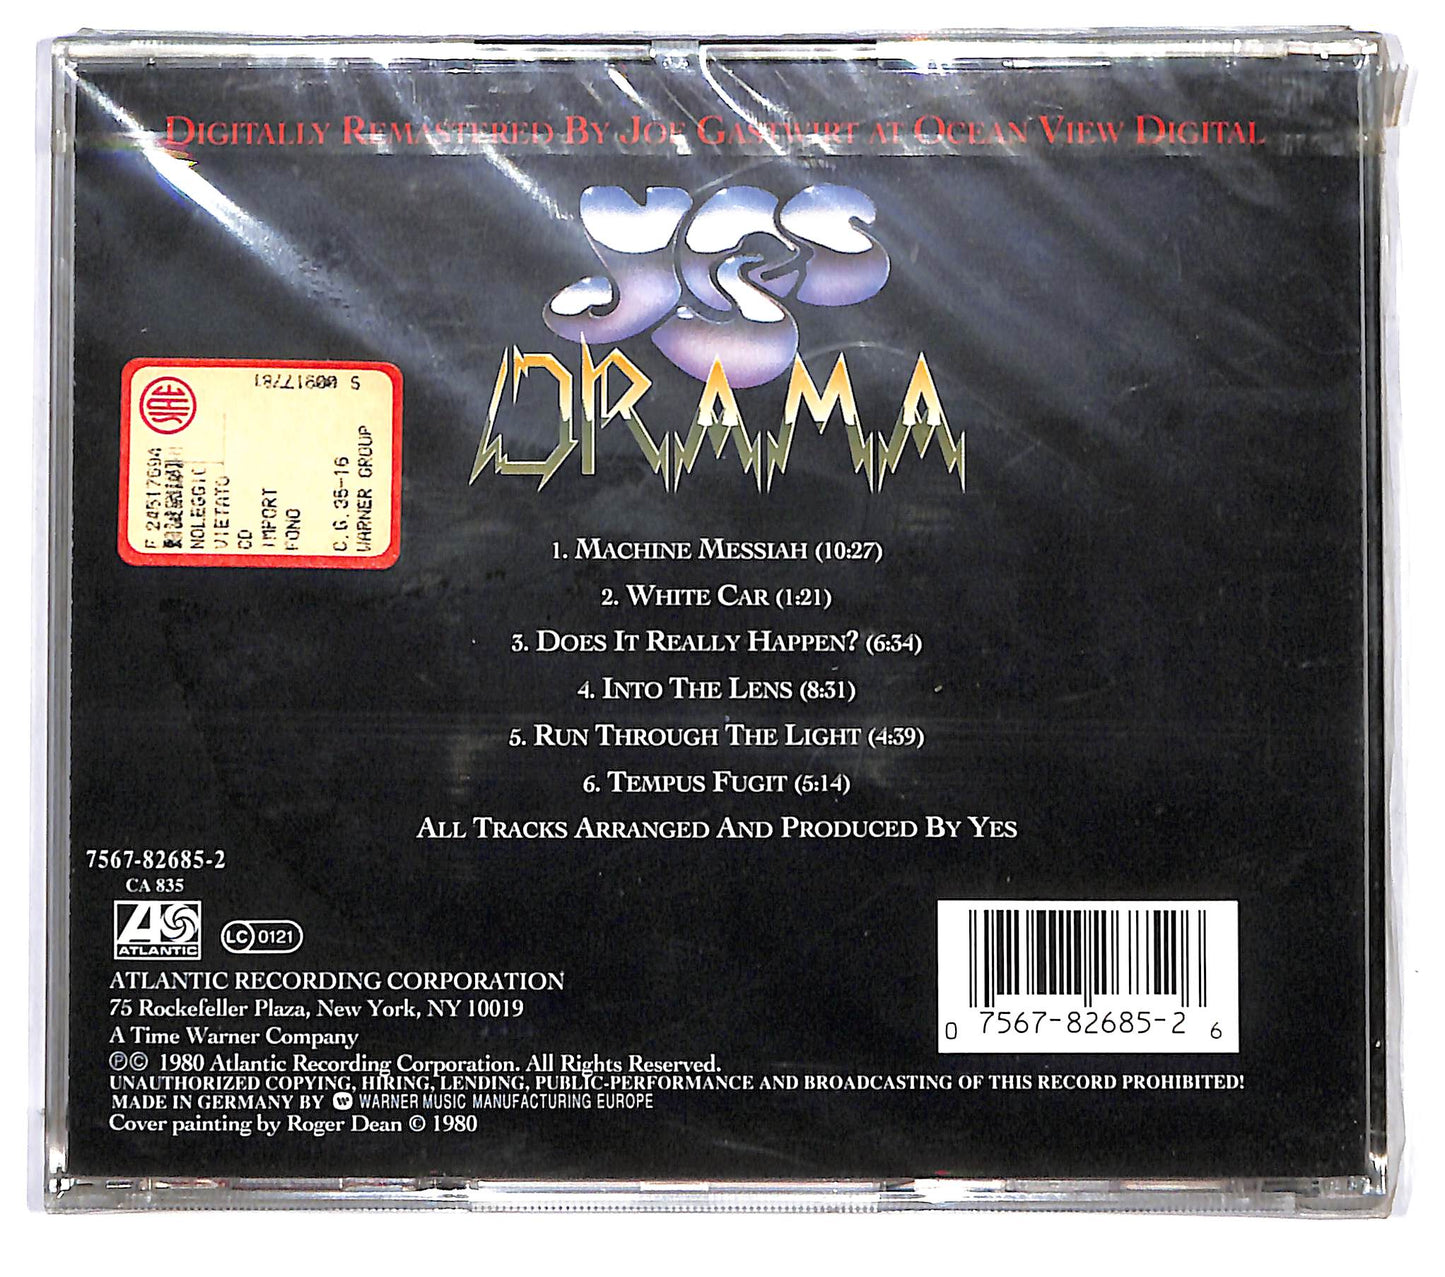 DIGITALLY REMASTERED BY JOE GASTWIRT AT OCEAN VIEW DIGITAL
YES
DRAMA
SIAE
S 00917781
F 24517694
NOLEGGIO
VIETATO
CD
IMPORT
FONO
C.G.35-16
WARNER GROUP
1. MACHINE MESSIAH (10:27)
2. WHITE CAR (1:21)
3. DOES IT REALLY HAPPEN? (6:34)
4. INTO THE LENS (8:31)
5. RUN THROUGH THE LIGHT (4:39)
6. TEMPUS FUGIT (5:14)
ALL TRACKS ARRANGED AND PRODUCED BY YES
7567-82685-2
CA 835
ATLANTIC
LC 0121
ATLANTIC RECORDING CORPORATION
75 Rockefeller Plaza, New York, NY 10019
A Time Warner Company
℗© 1980 Atlantic Recording Corporation. All Rights Reserved.
UNAUTHORIZED COPYING, HIRING, LENDING, PUBLIC-PERFORMANCE AND BROADCASTING OF THIS RECORD PROHIBITED!
MADE IN GERMANY BY WARNER MUSIC MANUFACTURING EUROPE
Cover painting by Roger Dean © 1980
0 7567-82685-2 6